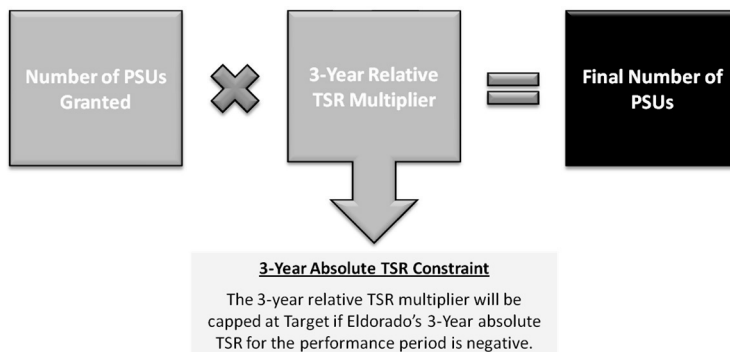 Number of PSUs
Granted
3-Year Relative
TSR Multiplier
Final Number of
PSUs
3-Year Absolute TSR Constraint
The 3-year relative TSR multiplier will be
capped at Target if Eldorado's 3-Year absolute
TSR for the performance period is negative.